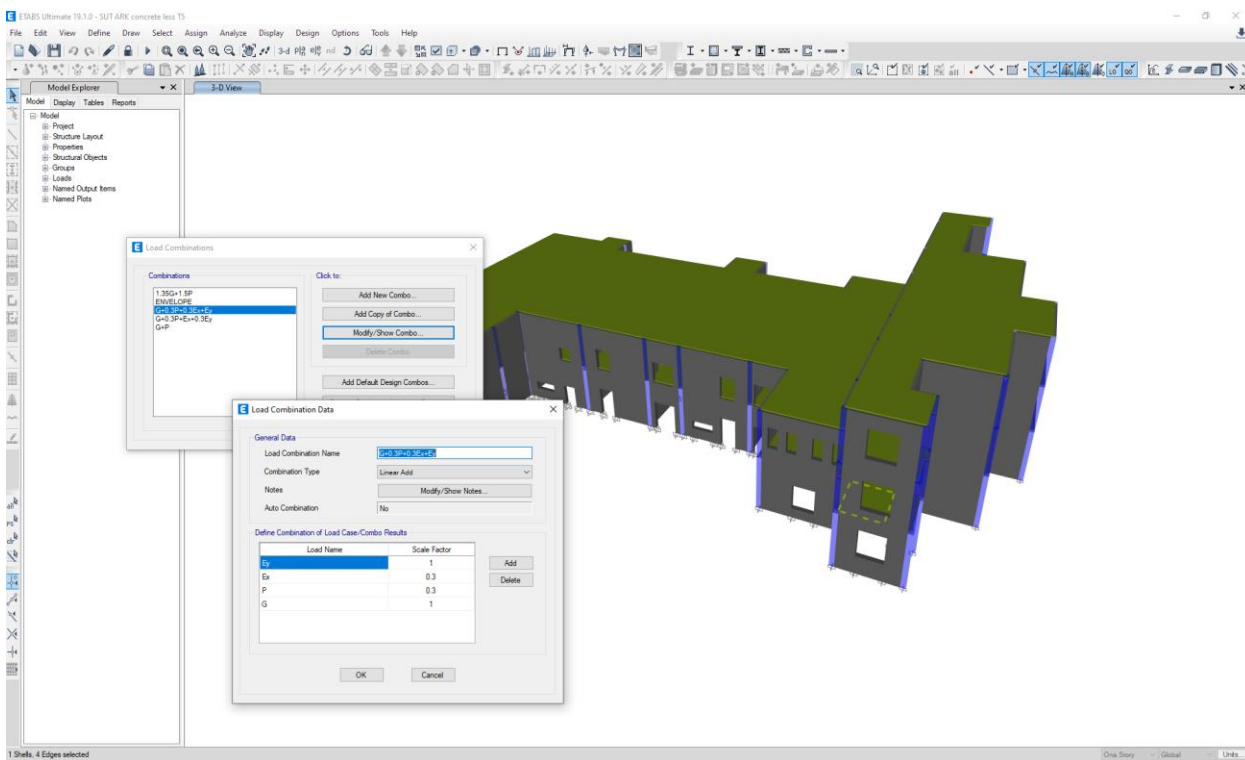 ETABS Ultimate 19.1.0 - SUT ARK concrete less T5
File Edit View Define Draw Select Assign Analyze Display Design Options Tools Help
3-d
nd
Model Explorer
3-D View
Model Display Tables Reports
Model
Project
Structure Layout
Properties
Structural Objects
Groups
Loads
Named Output Items
Named Plots
Load Combinations
Combinations
Click to:
1.35G+1.5P
ENVELOPE
G+0.3P+0.3Ex+Ey
G+0.3P+Ex+0.3Ey
G+P
Add New Combo...
Add Copy of Combo...
Modify/Show Combo...
Delete Combo
Add Default Design Combos...
Load Combination Data
General Data
Load Combination Name G+0.3P+0.3Ex+Ey
Combination Type Linear Add
Notes Modify/Show Notes...
Auto Combination No
Define Combination of Load Case/Combo Results
Load Name Scale Factor
Ey 1
Ex 0.3
P 0.3
G 1
Add
Delete
OK Cancel
all
ps
clr
1 Shells, 4 Edges selected
One Story Global Units...